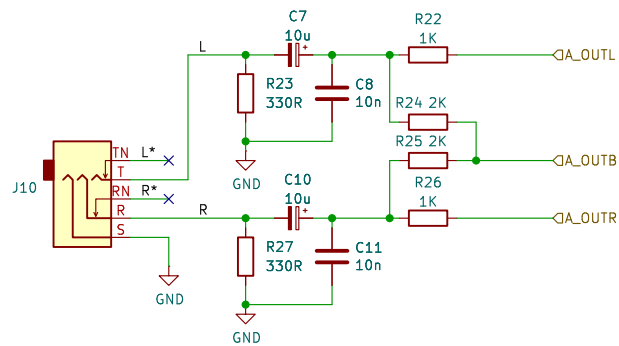 C7
10u
R22
1K
L
A_OUTL
R23
330R
C8
10n
R24 2K
R25 2K
GND
TN
L*
T
J10
RN
R*
R
S
A_OUTB
C10
10u
R26
1K
R
A_OUTR
R27
330R
C11
10n
GND
GND